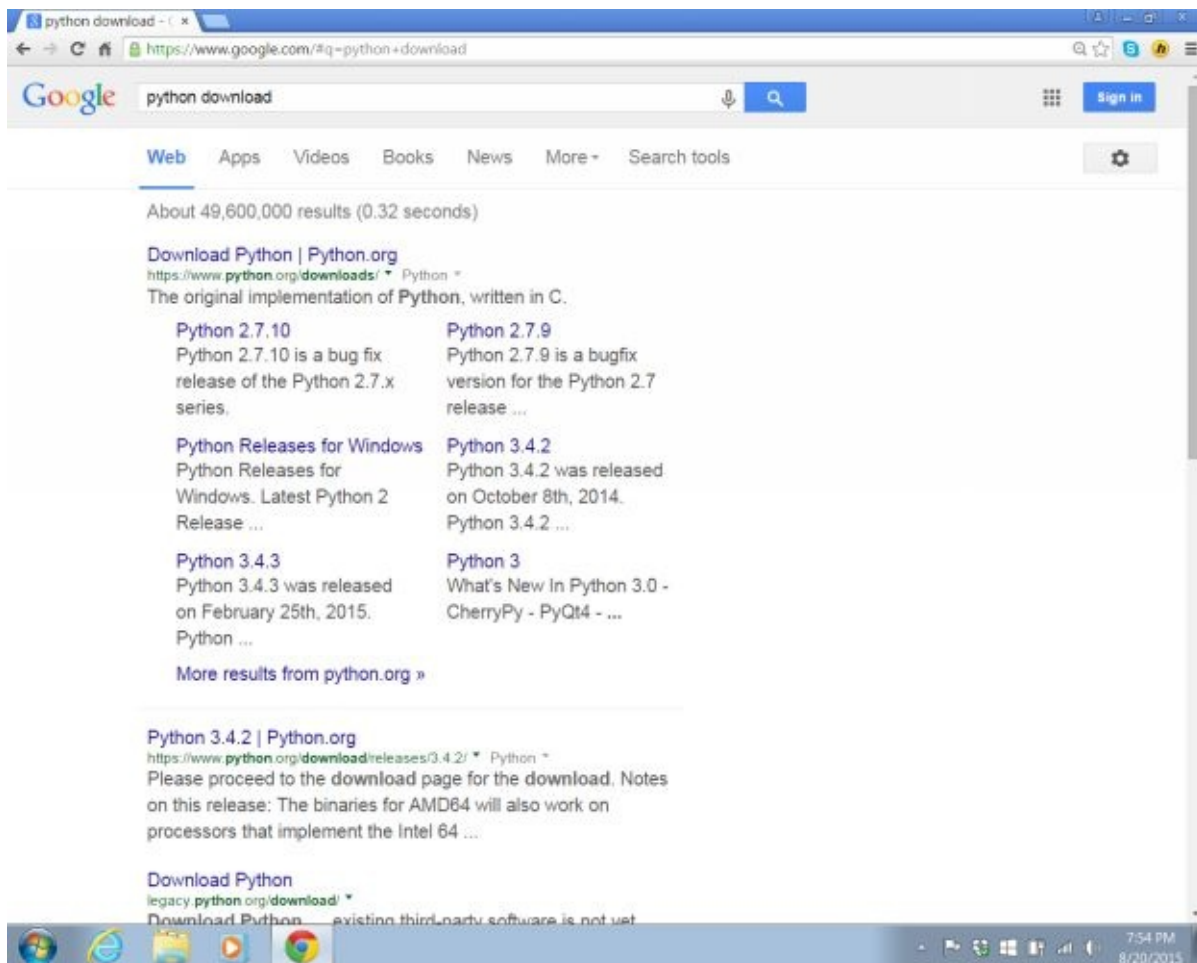 python download - (
https://www.google.com/#q=python+download
Google
python download
Sign in
Web Apps Videos Books News More Search tools
About 49,600,000 results (0.32 seconds)
Download Python | Python.org
https://www.python.org/downloads/ Python
The original implementation of Python, written in C.
Python 2.7.10
Python 2.7.10 is a bug fix
release of the Python 2.7.x
series.
Python 2.7.9
Python 2.7.9 is a bugfix
version for the Python 2.7
release ...
Python Releases for Windows
Python Releases for
Windows. Latest Python 2
Release ...
Python 3.4.2
Python 3.4.2 was released
on October 8th, 2014.
Python 3.4.2 ...
Python 3.4.3
Python 3.4.3 was released
on February 25th, 2015.
Python ...
Python 3
What's New In Python 3.0 -
CherryPy - PyQt4 - ...
More results from python.org »
Python 3.4.2 | Python.org
https://www.python.org/download/releases/3.4.2/ Python
Please proceed to the download page for the download. Notes
on this release: The binaries for AMD64 will also work on
processors that implement the Intel 64 ...
Download Python
legacy.python.org/download/
Download Python ... existing third-party software is not yet
7:54 PM
8/20/2015